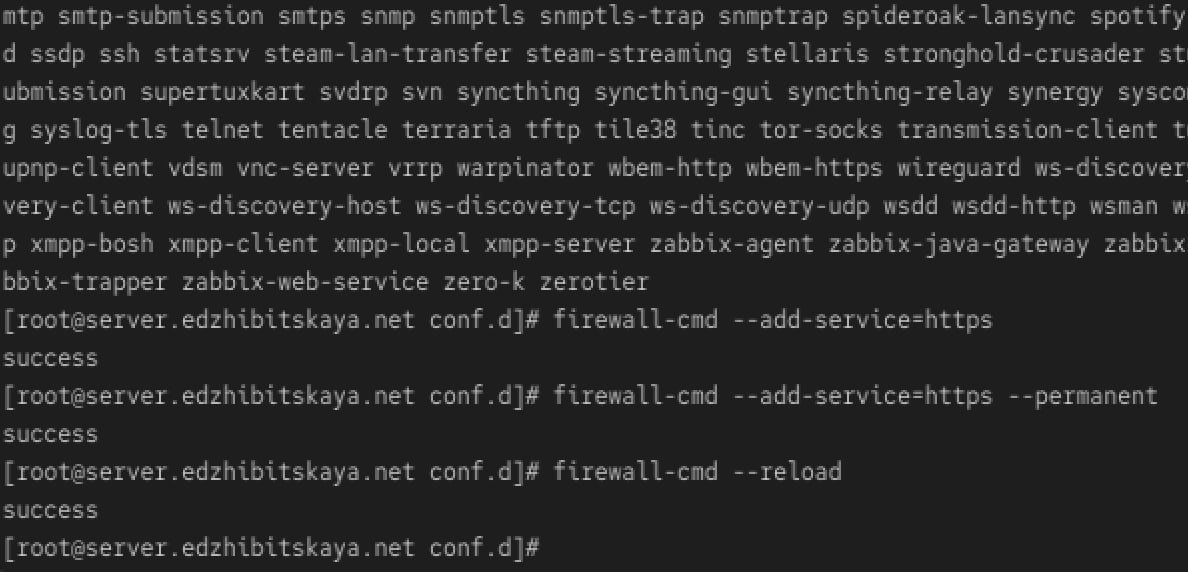 mtp smtp-submission smtps snmp snmptls snmptls-trap snmptrap spideroak-lansync spotify
d ssdp ssh statsrv steam-lan-transfer steam-streaming stellaris stronghold-crusader
ubmission supertuxkart svdrp svn syncthing syncthing-gui syncthing-relay synergy
g syslog-tls telnet tentacle terraria tftp tile38 tinc tor-socks transmission-client
upnp-client vdsm vnc-server vrrp warpinator wbem-http wbem-https wireguard ws-discovery
very-client ws-discovery-host ws-discovery-tcp ws-discovery-udp wsdd wsdd-http wsman
p xmpp-bosh xmpp-client xmpp-local xmpp-server zabbix-agent zabbix-java-gateway zabbix
bbix-trapper zabbix-web-service zero-k zerotier
[root@server.edzhibitskaya.net conf.d]# firewall-cmd --add-service=https
success
[root@server.edzhibitskaya.net conf.d]# firewall-cmd --add-service=https --permanent
success
[root@server.edzhibitskaya.net conf.d]# firewall-cmd --reload
success
[root@server.edzhibitskaya.net conf.d]#